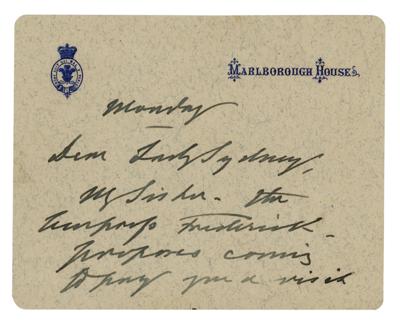 MARLBOROUGH HOUSE.
Monday
Dear Lady Sydney,
My Sister - the
Empress Frederick -
proposes coming
to pay you a visit